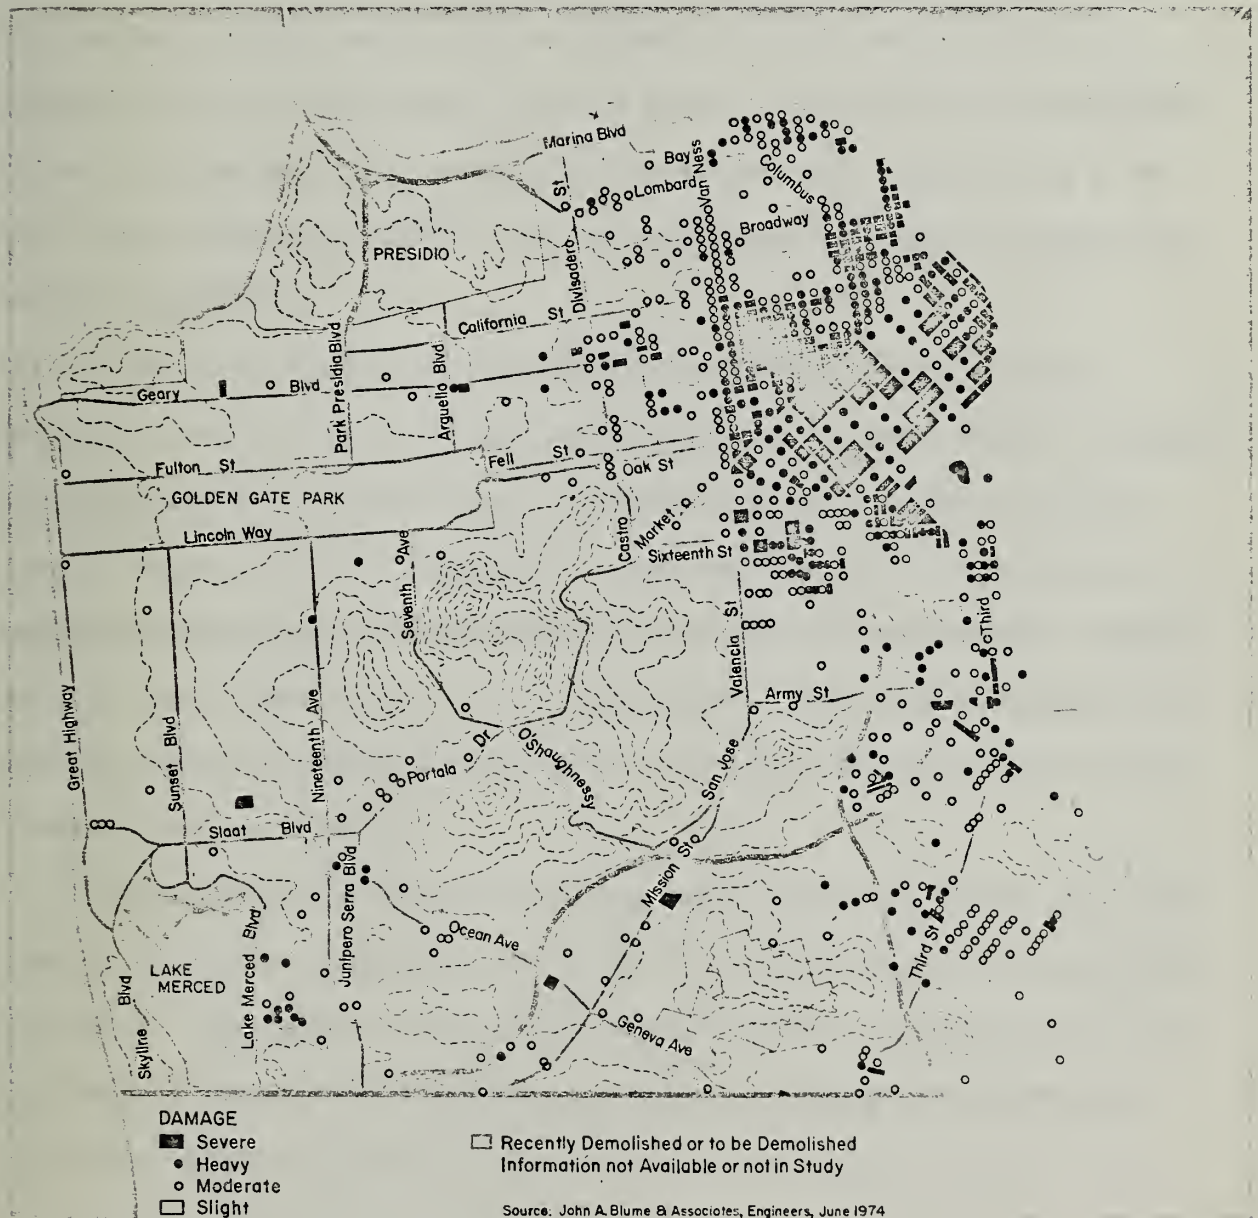 Marina Blvd
Bay
Van Ness
Columbus
St
Lombard
Broadway
PRESIDIO
Divisadero
California St
Park Presidia Blvd
Arguello Blvd
Geary Blvd
Fulton St
Fell St
Oak St
GOLDEN GATE PARK
Lincoln Way
Castro
Market
Sixteenth St
Seventh Ave
Valencia St
Third
Army St
Great Highway
Sunset Blvd
Nineteenth Ave
Portala Dr
O'Shaughnessy
San Jose
Slaat Blvd
Mission St
Junipero Serra Blvd
Ocean Ave
Lake Merced Blvd
LAKE
MERCED
Skyline Blvd
Third St
Geneva Ave
DAMAGE
Severe
Heavy
Moderate
Slight
Recently Demolished or to be Demolished
Information not Available or not in Study
Source: John A. Blume & Associates, Engineers, June 1974